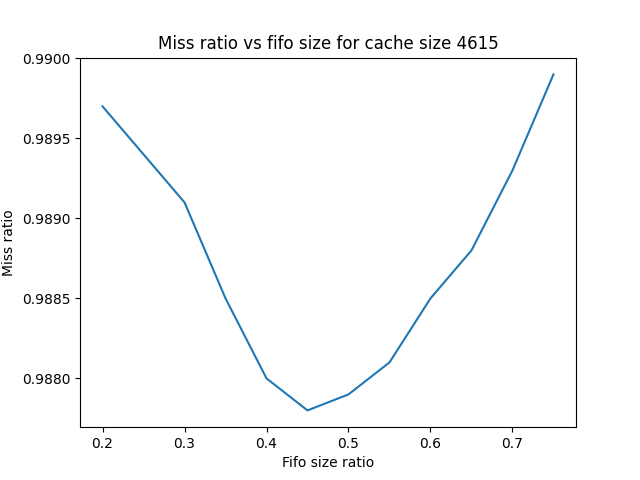 Miss ratio vs fifo size for cache size 4615
Miss ratio
0.9900
0.9895
0.9890
0.9885
0.9880
0.2 0.3 0.4 0.5 0.6 0.7
Fifo size ratio